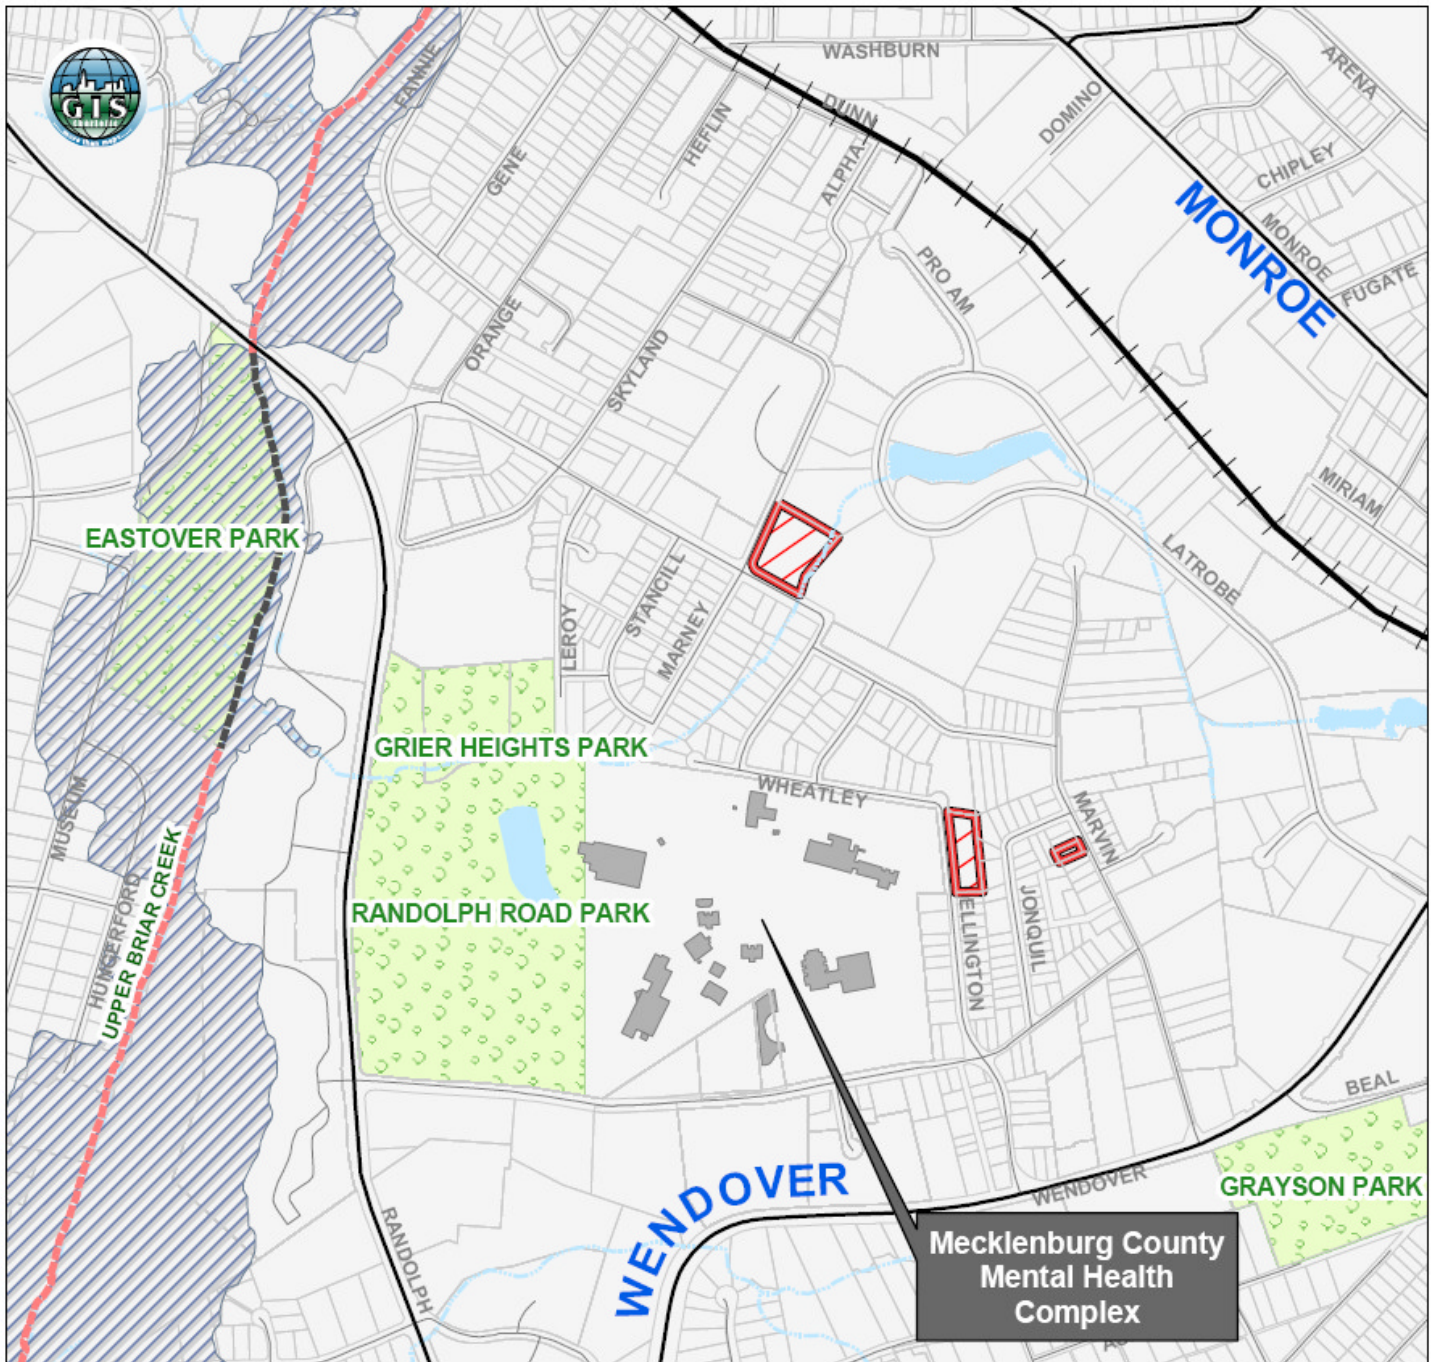 WASHBURN
ARENA
FANNIE
GIS
DUNN
DOMINO
HEFLIN
ALPHA
GENE
CHIPLEY
MONROE
MONROE
FUGATE
PRO AM
ORANGE
SKYLAND
MIRIAM
EASTOVER PARK
LATROBE
STANCILL
LEROY
MARNEY
GRIER HEIGHTS PARK
WHEATLEY
MUSEUM
MARVIN
UPPER BRIAR CREEK
HUNGERFORD
RANDOLPH ROAD PARK
JONQUIL
ELLINGTON
BEAL
WENDOVER
WENDOVER
GRAYSON PARK
RANDOLPH
Mecklenburg County
Mental Health
Complex